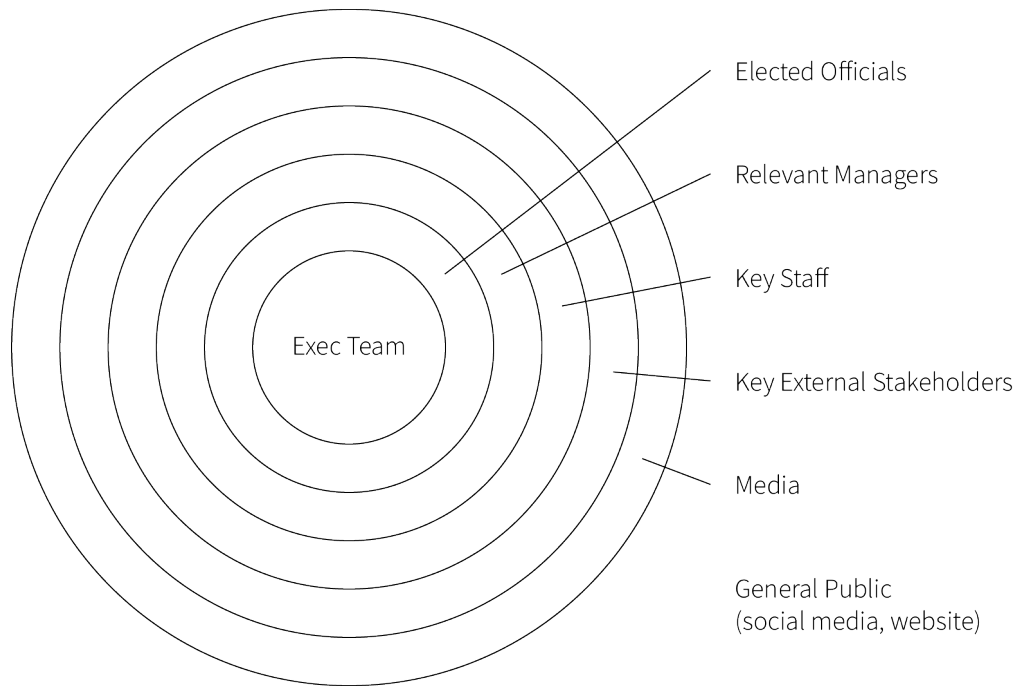 Elected Officials
Relevant Managers
Key Staff
Exec Team
Key External Stakeholders
Media
General Public
(social media, website)